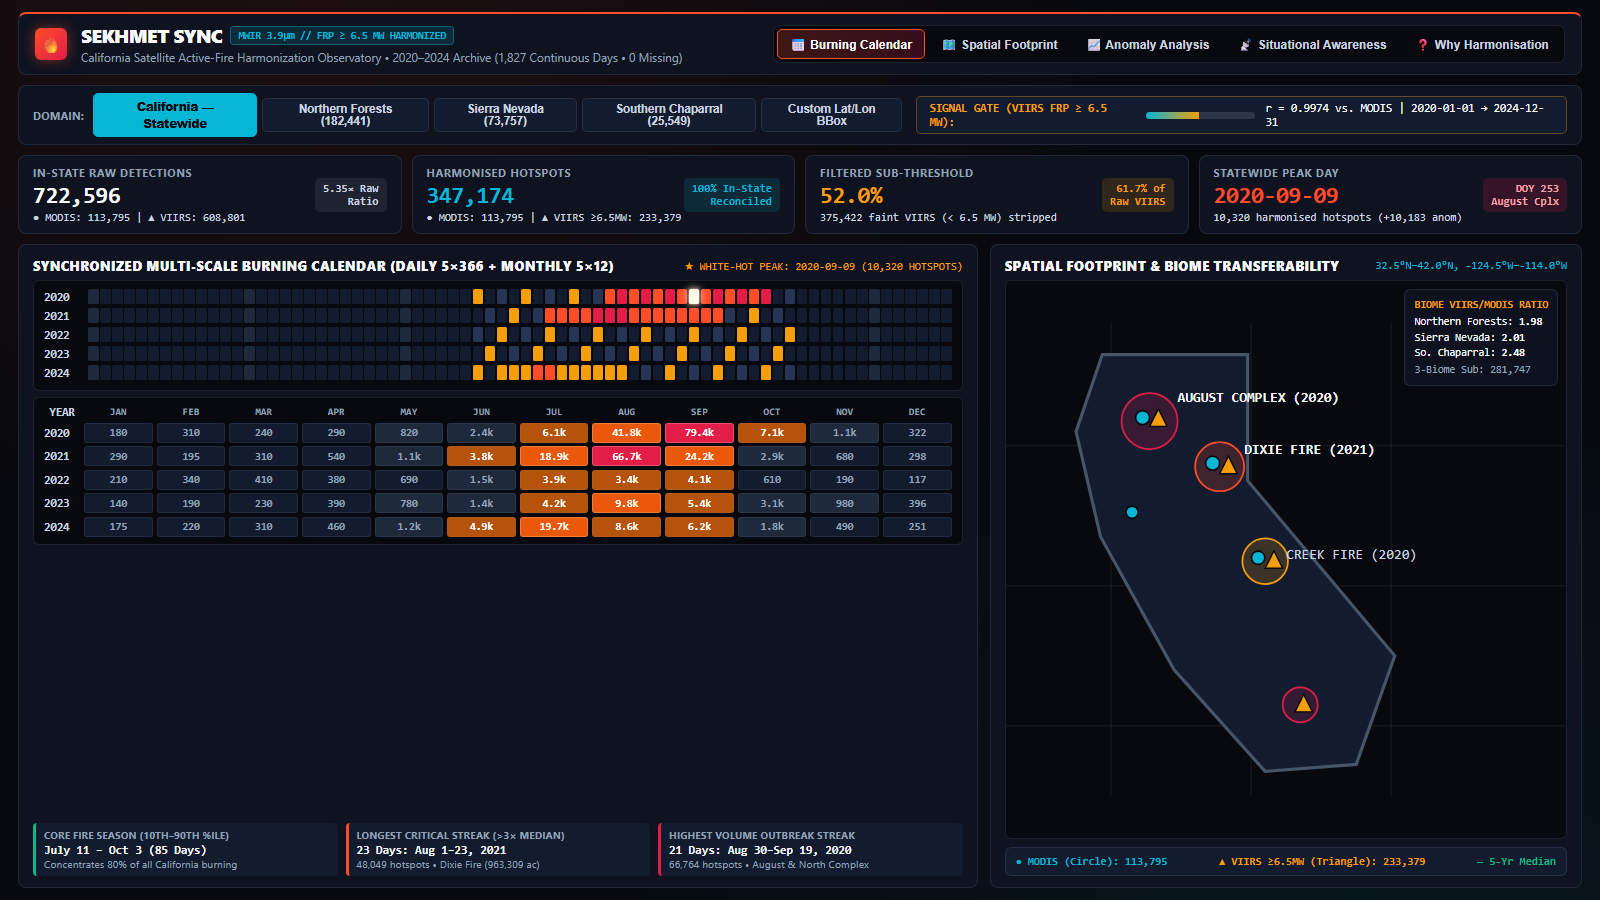 SEKHMET SYNC
MWIR 3.9µm // FRP ≥ 6.5 MW HARMONIZED
California Satellite Active-Fire Harmonization Observatory • 2020–2024 Archive (1,827 Continuous Days • 0 Missing)
Burning Calendar
Spatial Footprint
Anomaly Analysis
Situational Awareness
Why Harmonisation
DOMAIN:
California —
Statewide
Northern Forests
(182,441)
Sierra Nevada
(73,757)
Southern Chaparral
(25,549)
Custom Lat/Lon
BBox
SIGNAL GATE (VIIRS FRP ≥ 6.5
MW):
r = 0.9974 vs. MODIS | 2020-01-01 → 2024-12-
31
IN-STATE RAW DETECTIONS
722,596
● MODIS: 113,795 | ▲ VIIRS: 608,801
5.35× Raw
Ratio
HARMONISED HOTSPOTS
347,174
● MODIS: 113,795 | ▲ VIIRS ≥6.5MW: 233,379
100% In-State
Reconciled
FILTERED SUB-THRESHOLD
52.0%
375,422 faint VIIRS (< 6.5 MW) stripped
61.7% of
Raw VIIRS
STATEWIDE PEAK DAY
2020-09-09
10,320 harmonised hotspots (+10,183 anom)
DOY 253
August Cplx
SYNCHRONIZED MULTI-SCALE BURNING CALENDAR (DAILY 5×366 + MONTHLY 5×12)
★ WHITE-HOT PEAK: 2020-09-09 (10,320 HOTSPOTS)
2020
2021
2022
2023
2024
YEAR JAN FEB MAR APR MAY JUN JUL AUG SEP OCT NOV DEC
2020 180 310 240 290 820 2.4k 6.1k 41.8k 79.4k 7.1k 1.1k 322
2021 290 195 310 540 1.1k 3.8k 18.9k 66.7k 24.2k 2.9k 680 298
2022 210 340 410 380 690 1.5k 3.9k 3.4k 4.1k 610 190 117
2023 140 190 230 390 780 1.4k 4.2k 9.8k 5.4k 3.1k 980 396
2024 175 220 310 460 1.2k 4.9k 19.7k 8.6k 6.2k 1.8k 490 251
CORE FIRE SEASON (10TH–90TH %ILE)
July 11 – Oct 3 (85 Days)
Concentrates 80% of all California burning
LONGEST CRITICAL STREAK (>3× MEDIAN)
23 Days: Aug 1–23, 2021
48,049 hotspots • Dixie Fire (963,309 ac)
HIGHEST VOLUME OUTBREAK STREAK
21 Days: Aug 30–Sep 19, 2020
66,764 hotspots • August & North Complex
SPATIAL FOOTPRINT & BIOME TRANSFERABILITY
32.5°N–42.0°N, -124.5°W–-114.0°W
BIOME VIIRS/MODIS RATIO
Northern Forests: 1.98
Sierra Nevada: 2.01
So. Chaparral: 2.48
3-Biome Sub: 281,747
AUGUST COMPLEX (2020)
DIXIE FIRE (2021)
CREEK FIRE (2020)
● MODIS (Circle): 113,795
▲ VIIRS ≥6.5MW (Triangle): 233,379
— 5-Yr Median